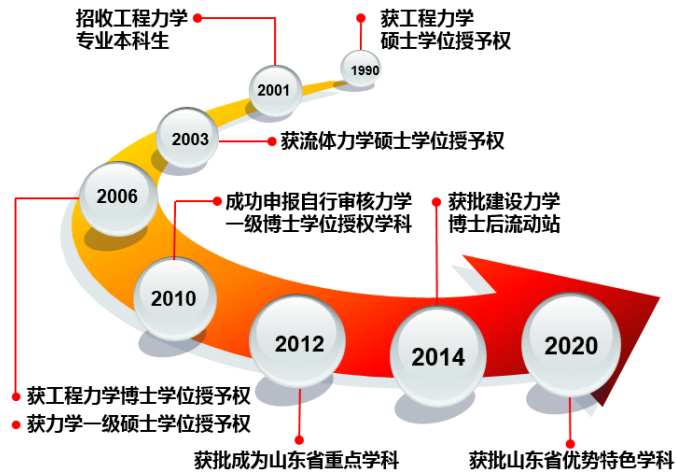 招收工程力学
专业本科生
获工程力学
硕士学位授予权
1990
2001
2003
获流体力学硕士学位授予权
2006
成功申报自行审核力学
一级博士学位授权学科
获批建设力学
博士后流动站
2010
2012
2014
2020
获工程力学博士学位授予权
获力学一级硕士学位授予权
获批成为山东省重点学科
获批山东省优势特色学科